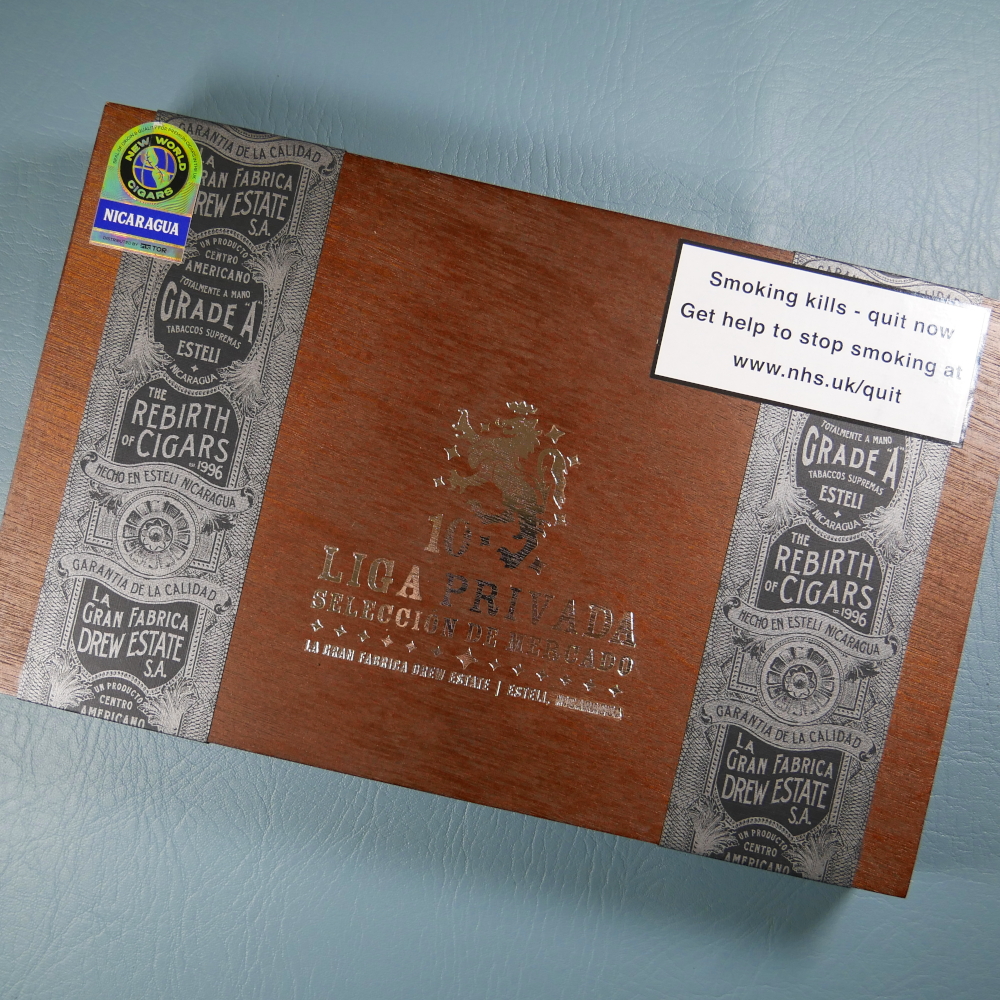 NEW WORLD
CIGARS
NICARAGUA
DISTRIBUTED BY
TOR
GARANTIA DE LA CALIDAD
LA
GRAN FABRICA
DREW ESTATE
S.A.
UN PRODUCTO
CENTRO
AMERICANO
TOTALMENTE A MANO
GRADE "A"
TABACCOS SUPREMAS
ESTELI
NICARAGUA
THE
REBIRTH
OF CIGARS
1996
HECHO EN ESTELI NICARAGUA
GARANTIA DE LA CALIDAD
LA
GRAN FABRICA
DREW ESTATE
S.A.
UN PRODUCTO
CENTRO
AMERICANO
10
LIGA PRIVADA
SELECCION DE MERCADO
LA GRAN FABRICA DREW ESTATE | ESTELI, NICARAGUA
Smoking kills - quit now
Get help to stop smoking at
www.nhs.uk/quit
TOTALMENTE A MANO
GRADE "A"
TABACCOS SUPREMAS
ESTELI
NICARAGUA
THE
REBIRTH
OF CIGARS
1996
HECHO EN ESTELI NICARAGUA
GARANTIA DE LA CALIDAD
LA
GRAN FABRICA
DREW ESTATE
S.A.
UN PRODUCTO
CENTRO
AMERICANO